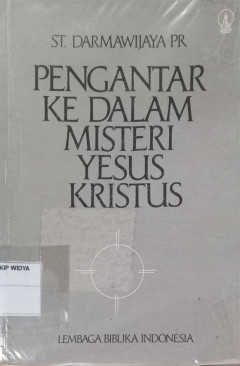 ST. DARMAWIJAYA PR
PENGANTAR
KE DALAM
MISTERI
YESUS
KRISTUS
KIP WIDYA
LEMBAGA BIBLIKA INDONESIA